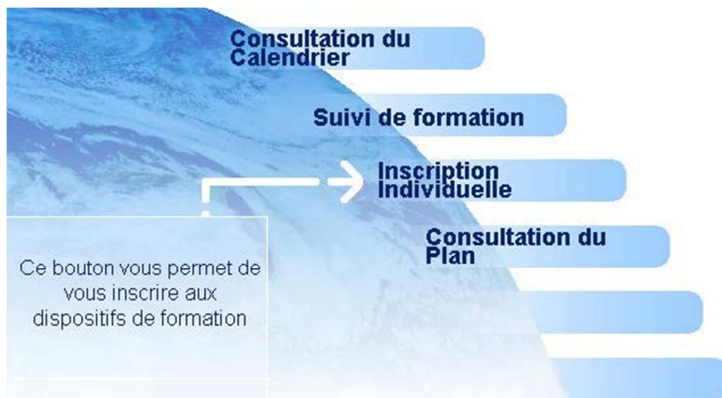 Consultation du
Calendrier
Suivi de formation
Inscription
Individuelle
Consultation du
Plan
Ce bouton vous permet de
vous inscrire aux
dispositifs de formation